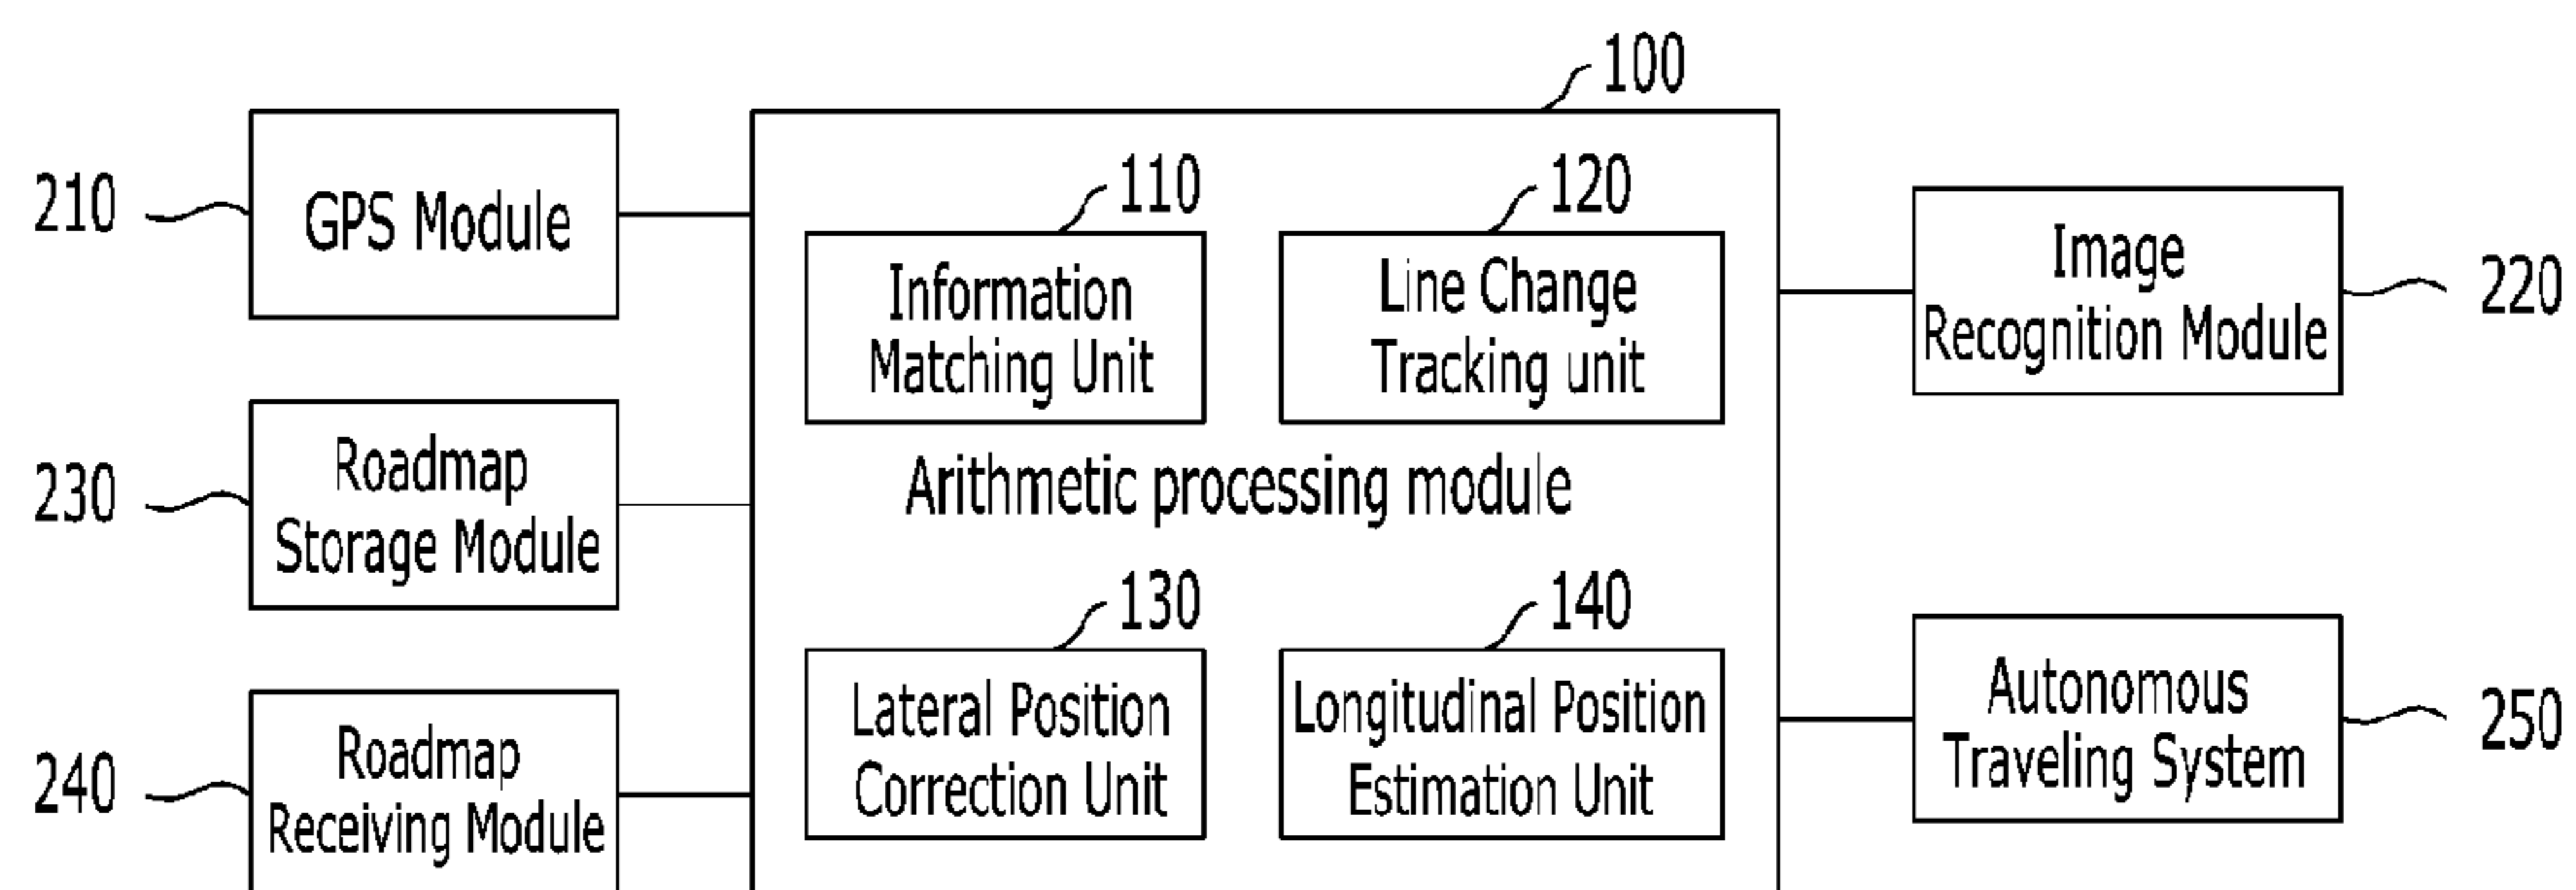 100
210
GPS Module
110
Information
Matching Unit
120
Line Change
Tracking unit
Image
Recognition Module
220
230
Roadmap
Storage Module
Arithmetic processing module
130
Lateral Position
Correction Unit
140
Longitudinal Position
Estimation Unit
240
Roadmap
Receiving Module
Autonomous
Traveling System
250